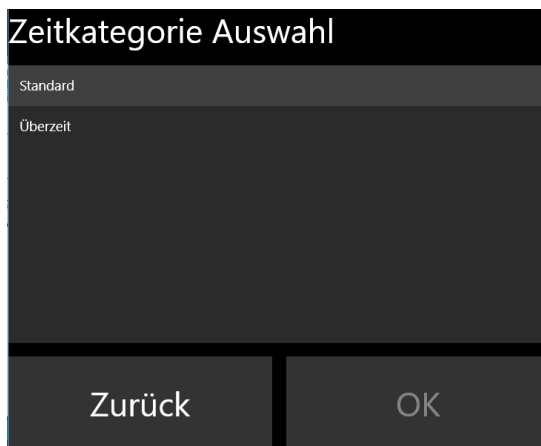 Zeitkategorie Auswahl
Standard
Überzeit
Zurück
OK